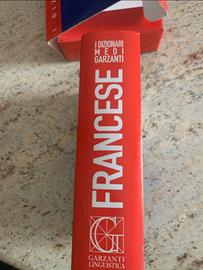 I DIZIONARI
MEDI
GARZANTI
FRANCESE
GARZANTI
LINGUISTICA